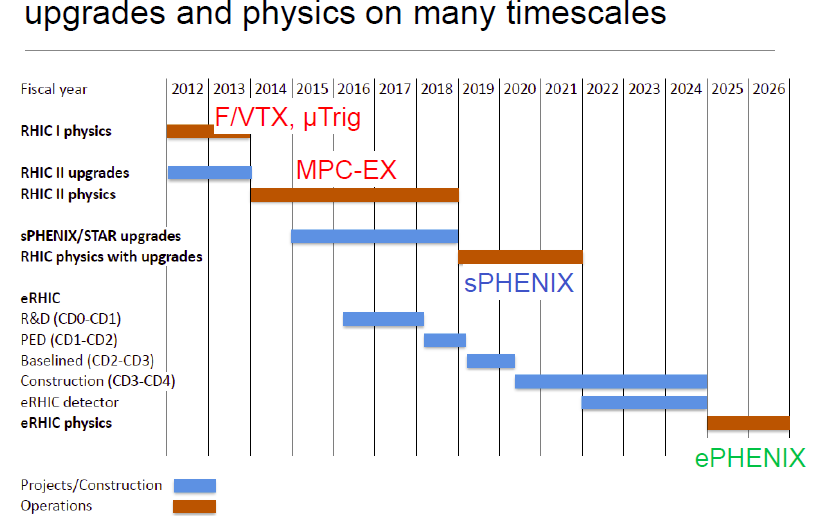 upgrades and physics on many timescales
Fiscal year 2012 2013 2014 2015 2016 2017 2018 2019 2020 2021 2022 2023 2024 2025 2026
F/VTX, µTrig
RHIC I physics
RHIC II upgrades MPC-EX
RHIC II physics
sPHENIX/STAR upgrades
RHIC physics with upgrades
sPHENIX
eRHIC
R&D (CD0-CD1)
PED (CD1-CD2)
Baselined (CD2-CD3)
Construction (CD3-CD4)
eRHIC detector
eRHIC physics
ePHENIX
Projects/Construction
Operations